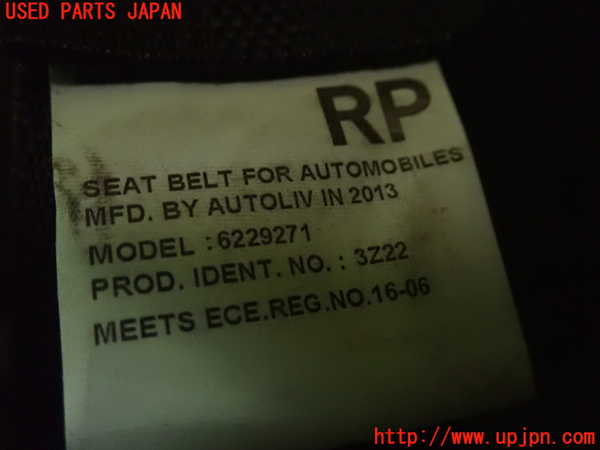 USED PARTS JAPAN
RP
SEAT BELT FOR AUTOMOBILES
MFD. BY AUTOLIV IN 2013
MODEL : 6229271
PROD. IDENT. NO. : 3Z22
MEETS ECE.REG.NO.16-06
http://www.upjpn.com/